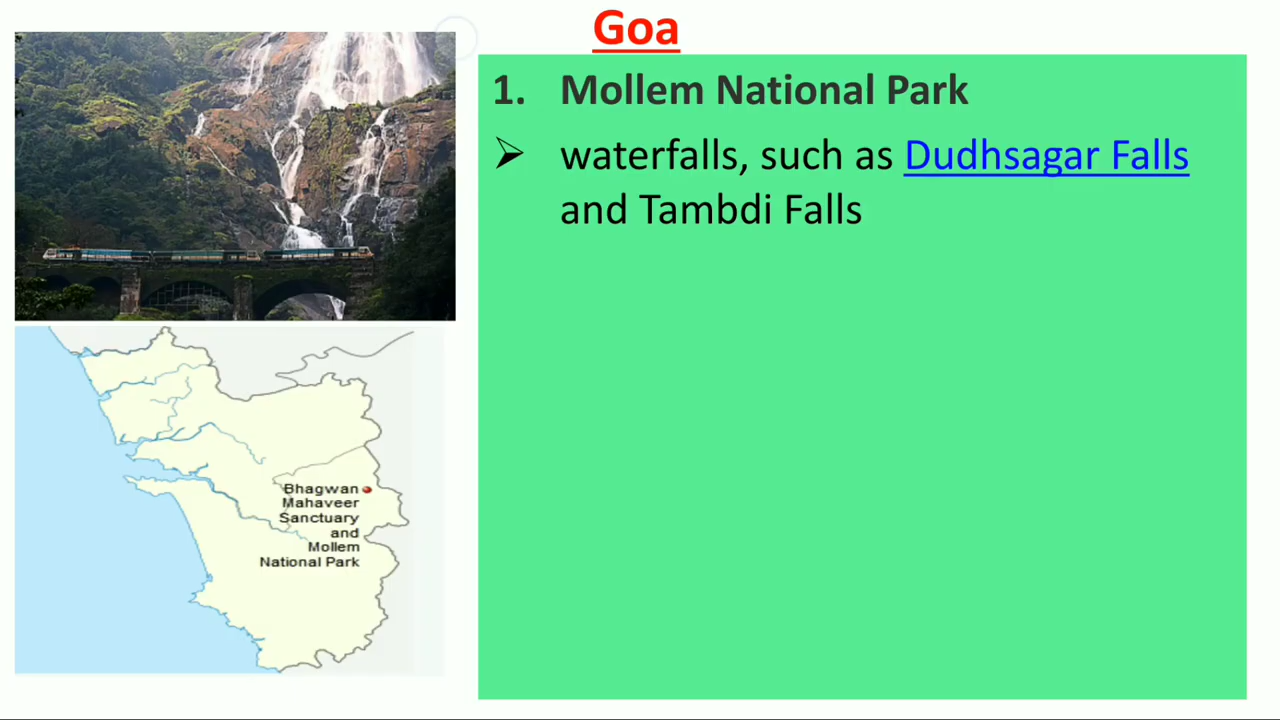 Goa
1. Mollem National Park
➢ waterfalls, such as Dudhsagar Falls
and Tambdi Falls
Bhagwan
Mahaveer
Sanctuary
and
Mollem
National Park